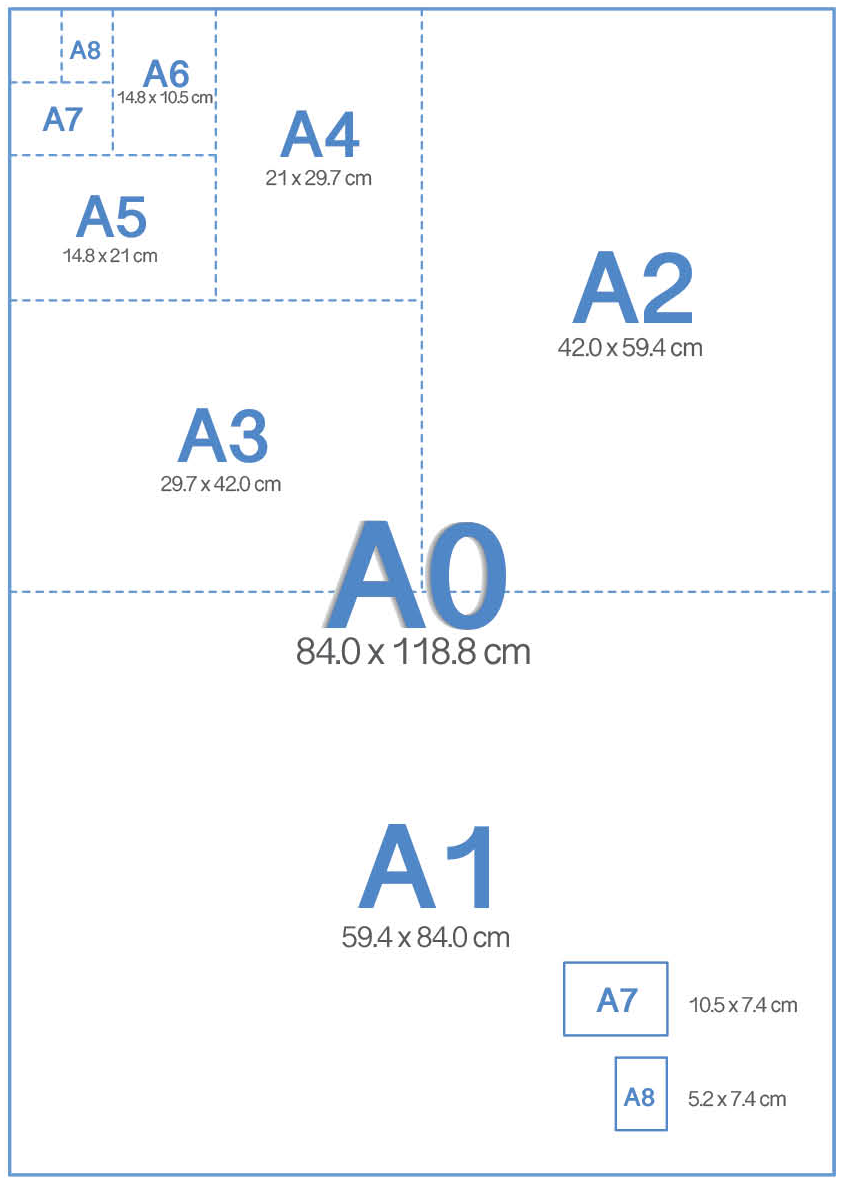 A8
A6
14.8 x 10.5 cm
A7
A4
21 x 29.7 cm
A5
14.8 x 21 cm
A2
42.0 x 59.4 cm
A3
29.7 x 42.0 cm
A0
84.0 x 118.8 cm
A1
59.4 x 84.0 cm
A7
10.5 x 7.4 cm
A8
5.2 x 7.4 cm